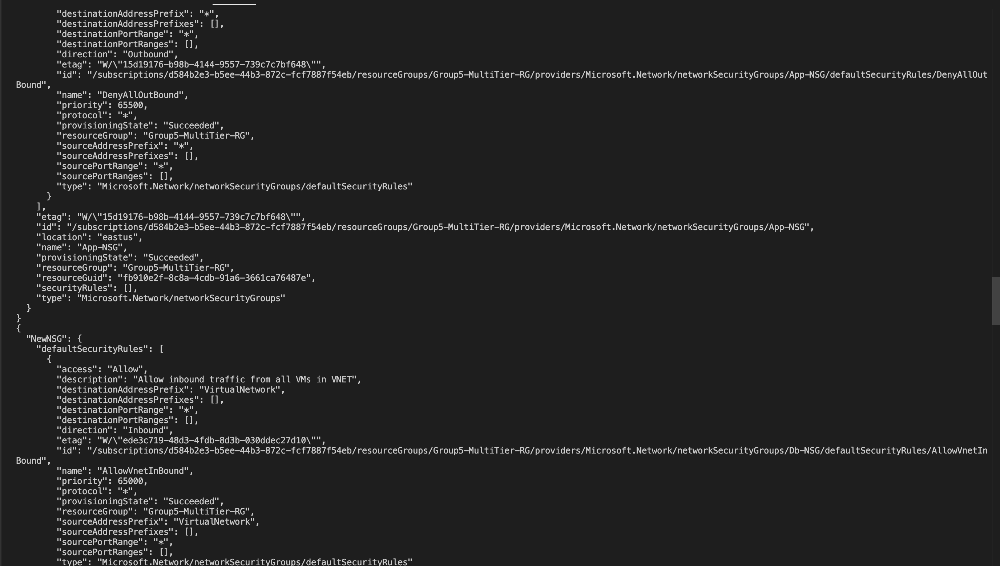 "destinationAddressPrefix": "*",
"destinationAddressPrefixes": [],
"destinationPortRange": "*",
"destinationPortRanges": [],
"direction": "Outbound",
"etag": "W/\"15d19176-b98b-4144-9557-739c7c7bf648\"",
"id": "/subscriptions/d584b2e3-b5ee-44b3-872c-fcf7887f54eb/resourceGroups/Group5-MultiTier-RG/providers/Microsoft.Network/networkSecurityGroups/App-NSG/defaultSecurityRules/DenyAllOut
Bound",
"name": "DenyAllOutBound",
"priority": 65500,
"protocol": "*",
"provisioningState": "Succeeded",
"resourceGroup": "Group5-MultiTier-RG",
"sourceAddressPrefix": "*",
"sourceAddressPrefixes": [],
"sourcePortRange": "*",
"sourcePortRanges": [],
"type": "Microsoft.Network/networkSecurityGroups/defaultSecurityRules"
}
],
"etag": "W/\"15d19176-b98b-4144-9557-739c7c7bf648\"",
"id": "/subscriptions/d584b2e3-b5ee-44b3-872c-fcf7887f54eb/resourceGroups/Group5-MultiTier-RG/providers/Microsoft.Network/networkSecurityGroups/App-NSG",
"location": "eastus",
"name": "App-NSG",
"provisioningState": "Succeeded",
"resourceGroup": "Group5-MultiTier-RG",
"resourceGuid": "fb910e2f-8c8a-4cdb-91a6-3661ca76487e",
"securityRules": [],
"type": "Microsoft.Network/networkSecurityGroups"
}
}
{
"NewNSG": {
"defaultSecurityRules": [
{
"access": "Allow",
"description": "Allow inbound traffic from all VMs in VNET",
"destinationAddressPrefix": "VirtualNetwork",
"destinationAddressPrefixes": [],
"destinationPortRange": "*",
"destinationPortRanges": [],
"direction": "Inbound",
"etag": "W/\"ede3c719-48d3-4fdb-8d3b-030ddec27d10\"",
"id": "/subscriptions/d584b2e3-b5ee-44b3-872c-fcf7887f54eb/resourceGroups/Group5-MultiTier-RG/providers/Microsoft.Network/networkSecurityGroups/Db-NSG/defaultSecurityRules/AllowVnetIn
Bound",
"name": "AllowVnetInBound",
"priority": 65000,
"protocol": "*",
"provisioningState": "Succeeded",
"resourceGroup": "Group5-MultiTier-RG",
"sourceAddressPrefix": "VirtualNetwork",
"sourceAddressPrefixes": [],
"sourcePortRange": "*",
"sourcePortRanges": [],
"type": "Microsoft.Network/networkSecurityGroups/defaultSecurityRules"